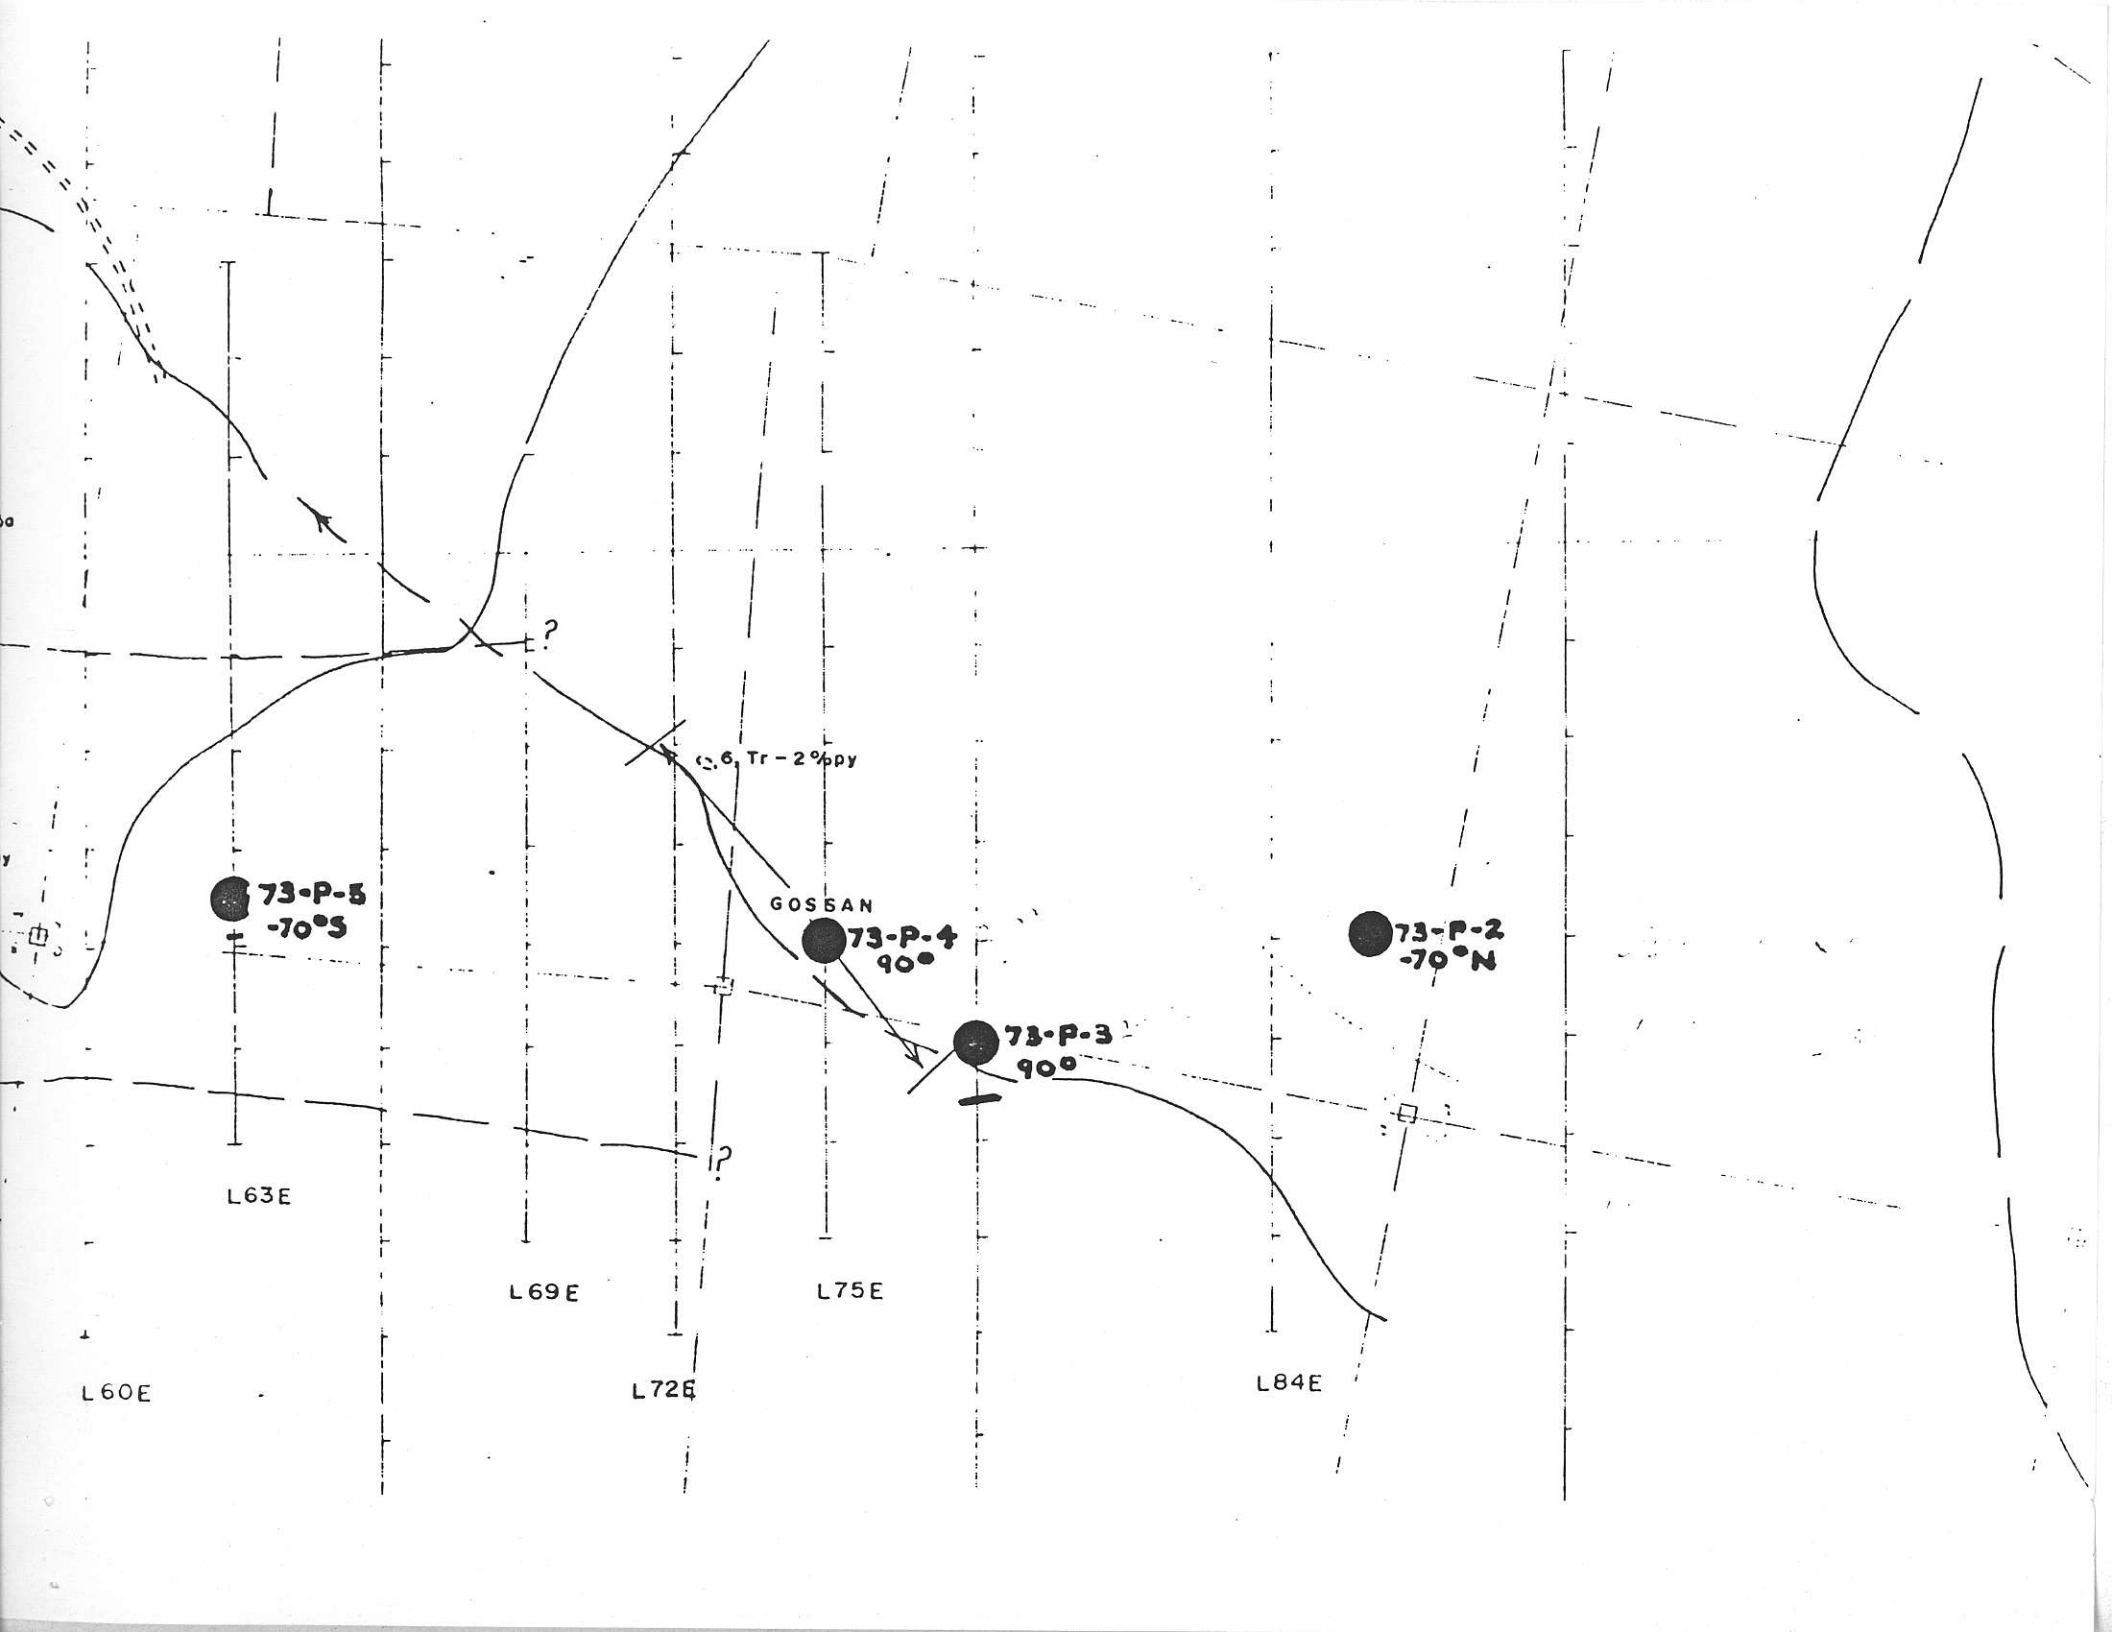 ?
6, Tr – 2%py
73-P-5
-70°S
GOSSAN
73-P-4
90°
73-P-2
-70°N
73-P-3
90°
?
L63E
L69E
L75E
L60E
L72E
L84E